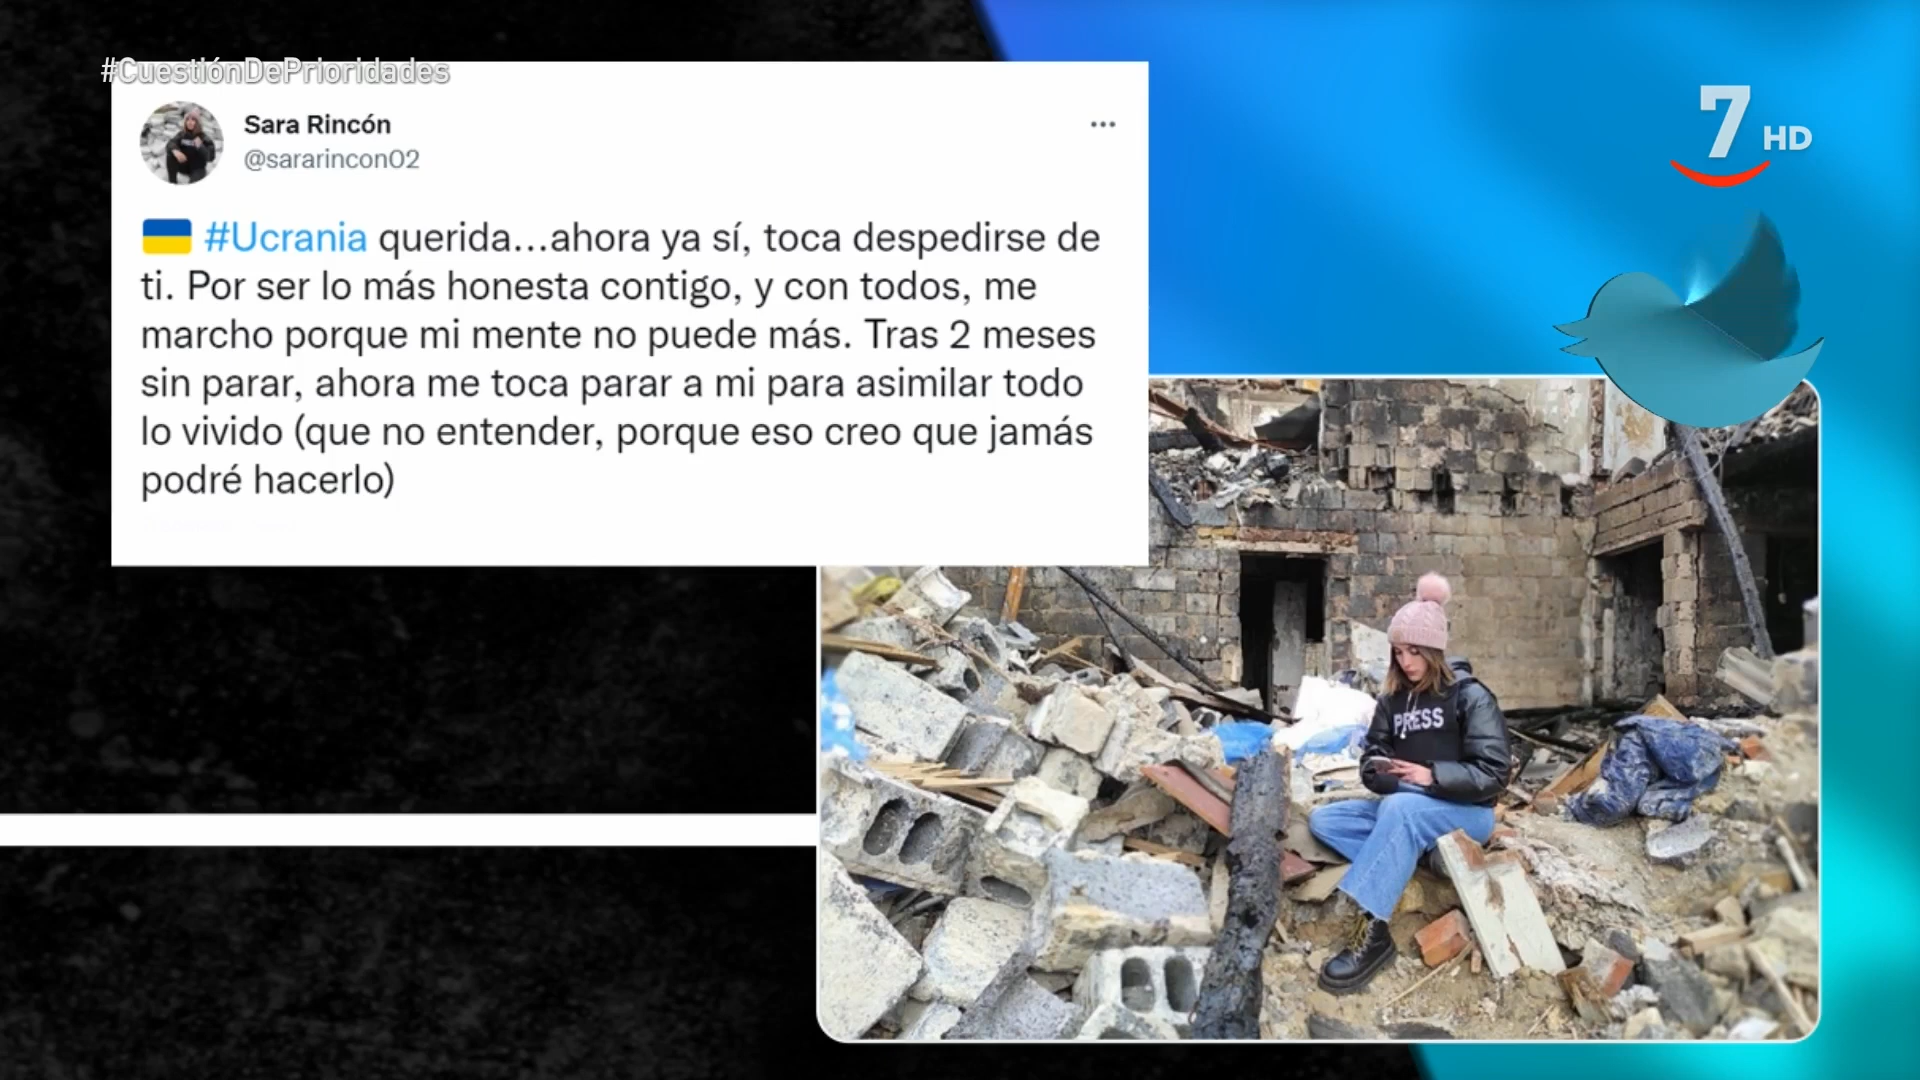 #CuestiónDePrioridades
Sara Rincón
@sararincon02
#Ucrania querida...ahora ya sí, toca despedirse de
ti. Por ser lo más honesta contigo, y con todos, me
marcho porque mi mente no puede más. Tras 2 meses
sin parar, ahora me toca parar a mi para asimilar todo
lo vivido (que no entender, porque eso creo que jamás
podré hacerlo)
7 HD
PRESS